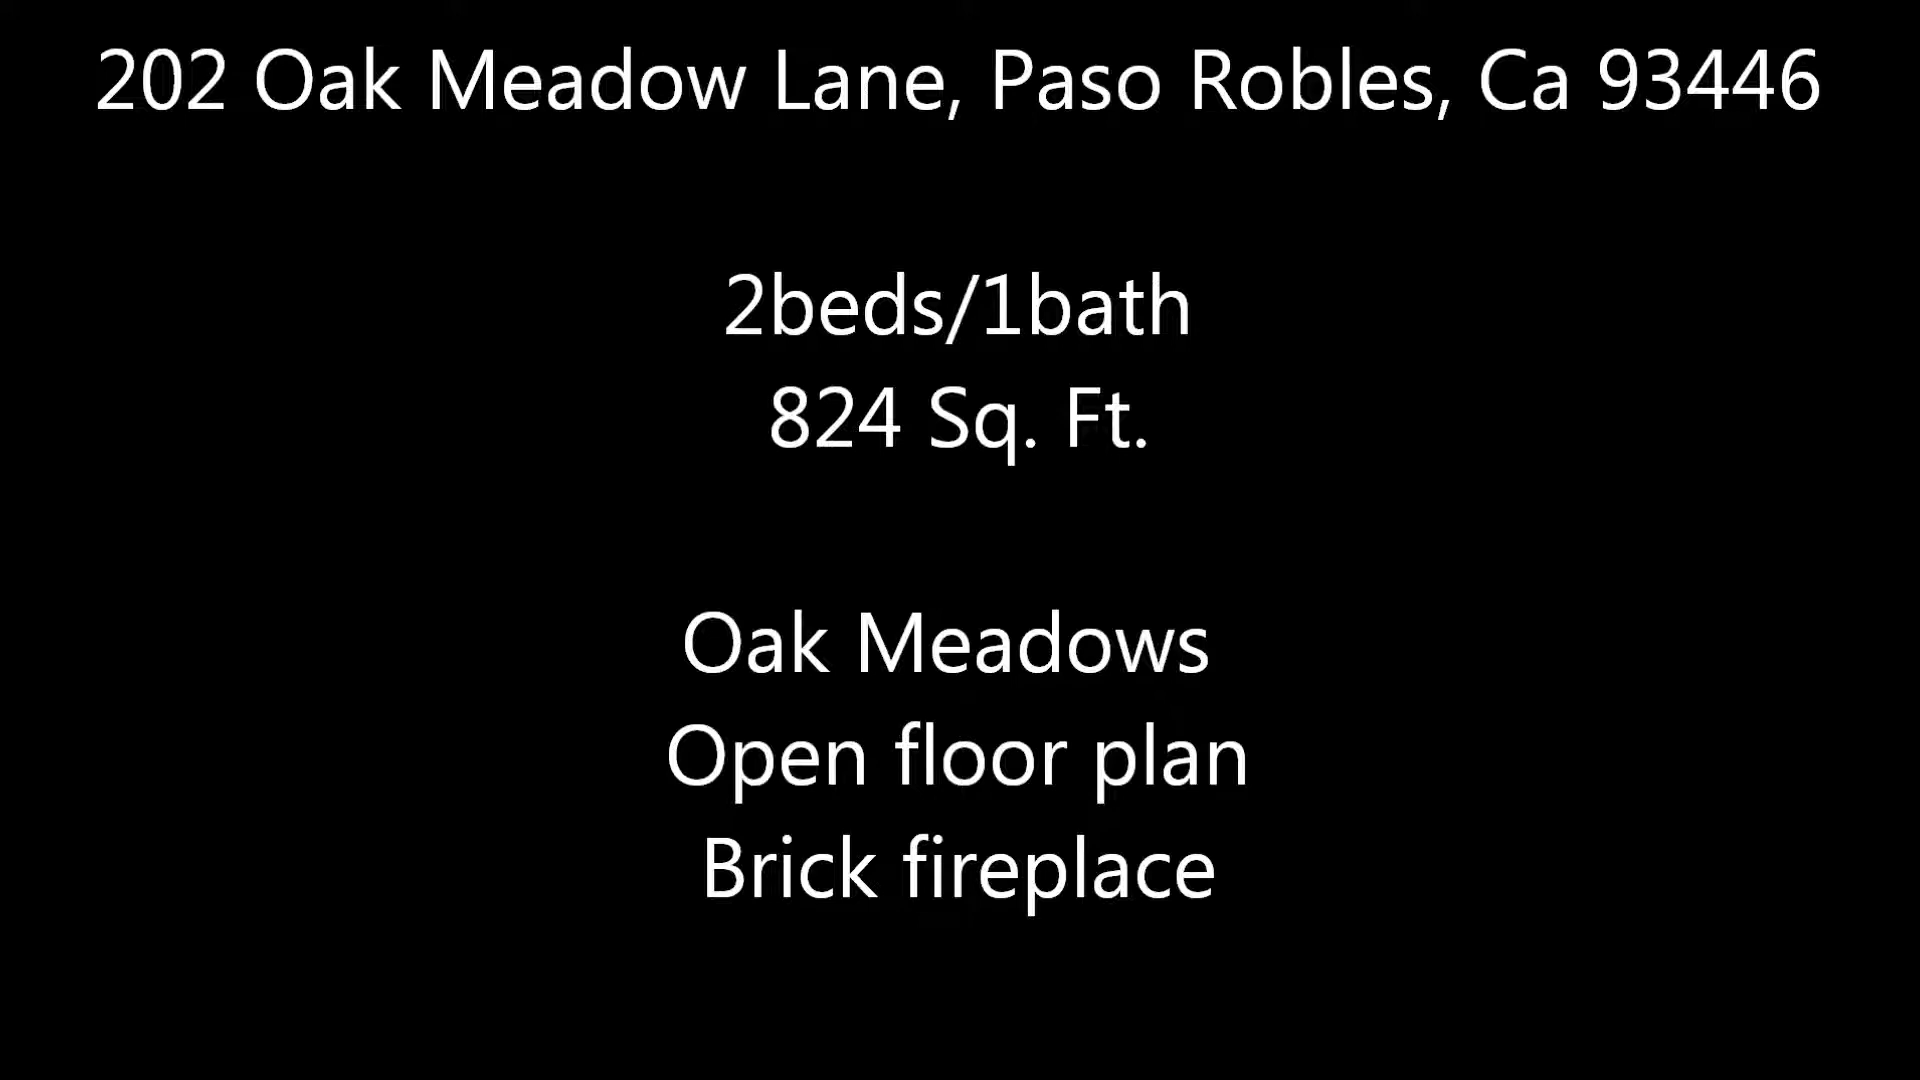 202 Oak Meadow Lane, Paso Robles, Ca 93446
2beds/1bath
824 Sq. Ft.
Oak Meadows
Open floor plan
Brick fireplace